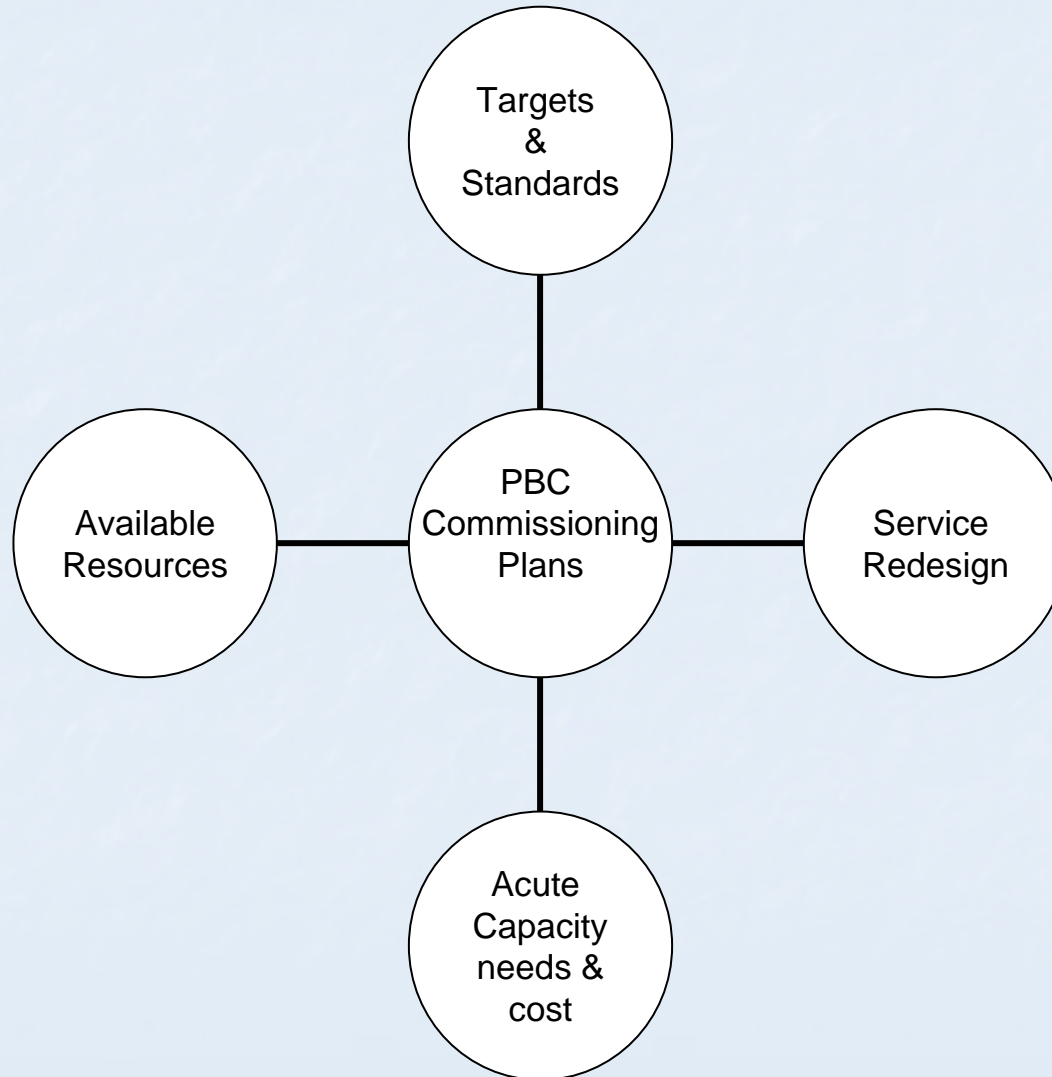 Targets
&
Standards
Available
Resources
PBC
Commissioning
Plans
Service
Redesign
Acute
Capacity
needs &
cost